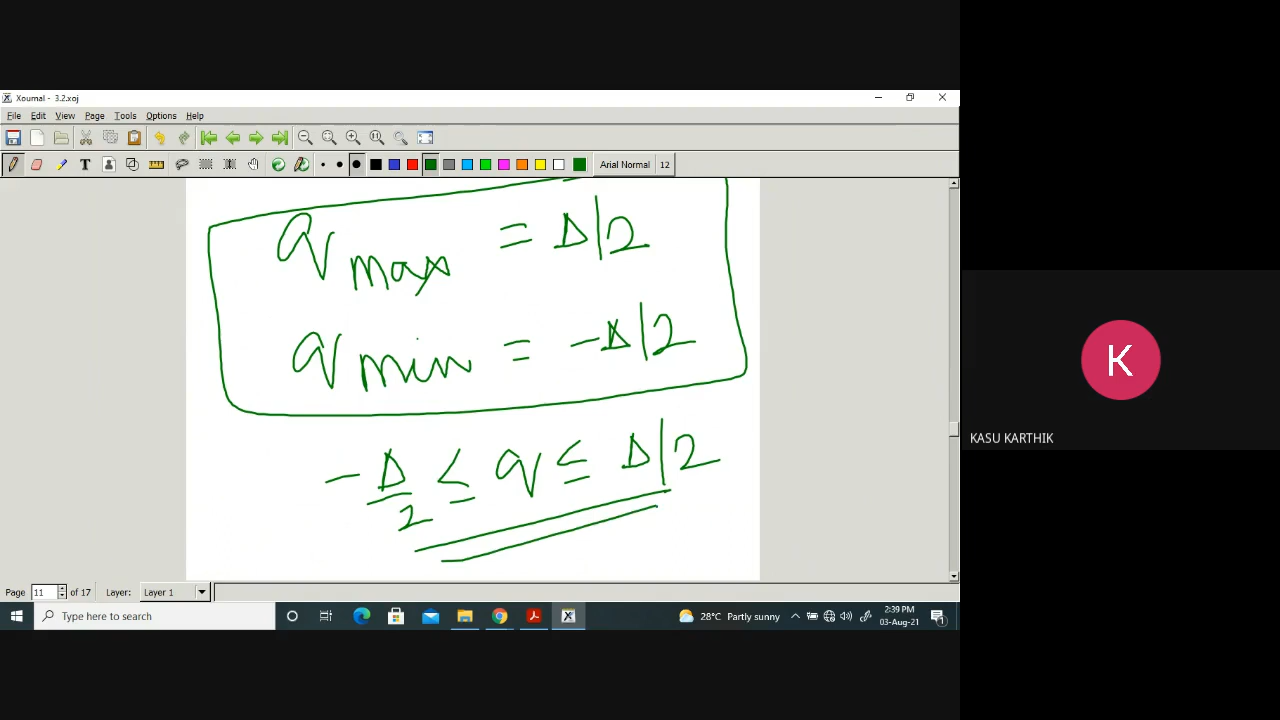 Xournal - 3.2.xoj
File Edit View Page Tools Options Help
Arial Normal 12
q max = Δ/2
q min = -Δ/2
-Δ/2 ≤ q ≤ Δ/2
K
KASU KARTHIK
Page 11 of 17 Layer: Layer 1
Type here to search
28°C Partly sunny
2:39 PM
03-Aug-21
1